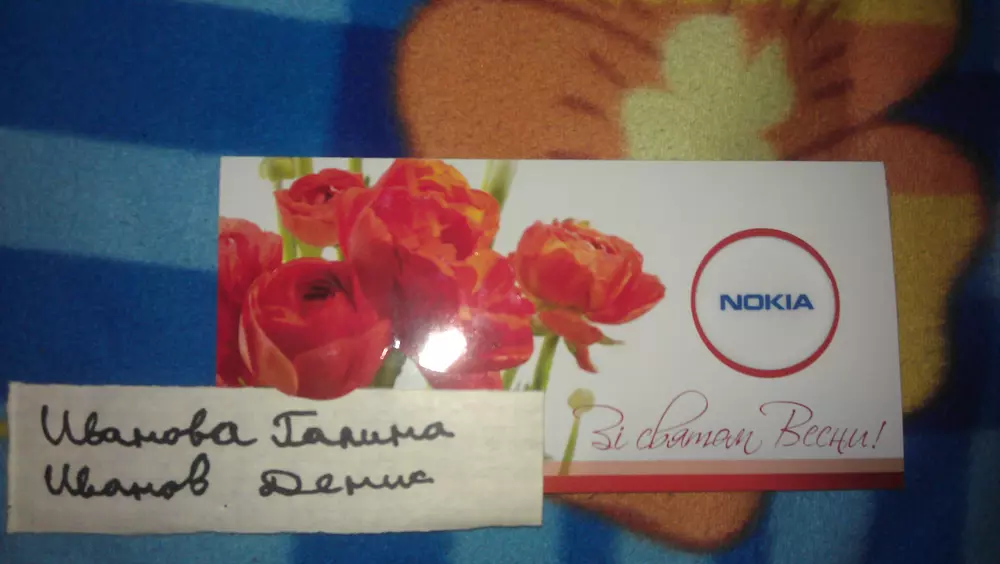 NOKIA
Зі святом Весни!
Иванова Галина
Иванов Денис